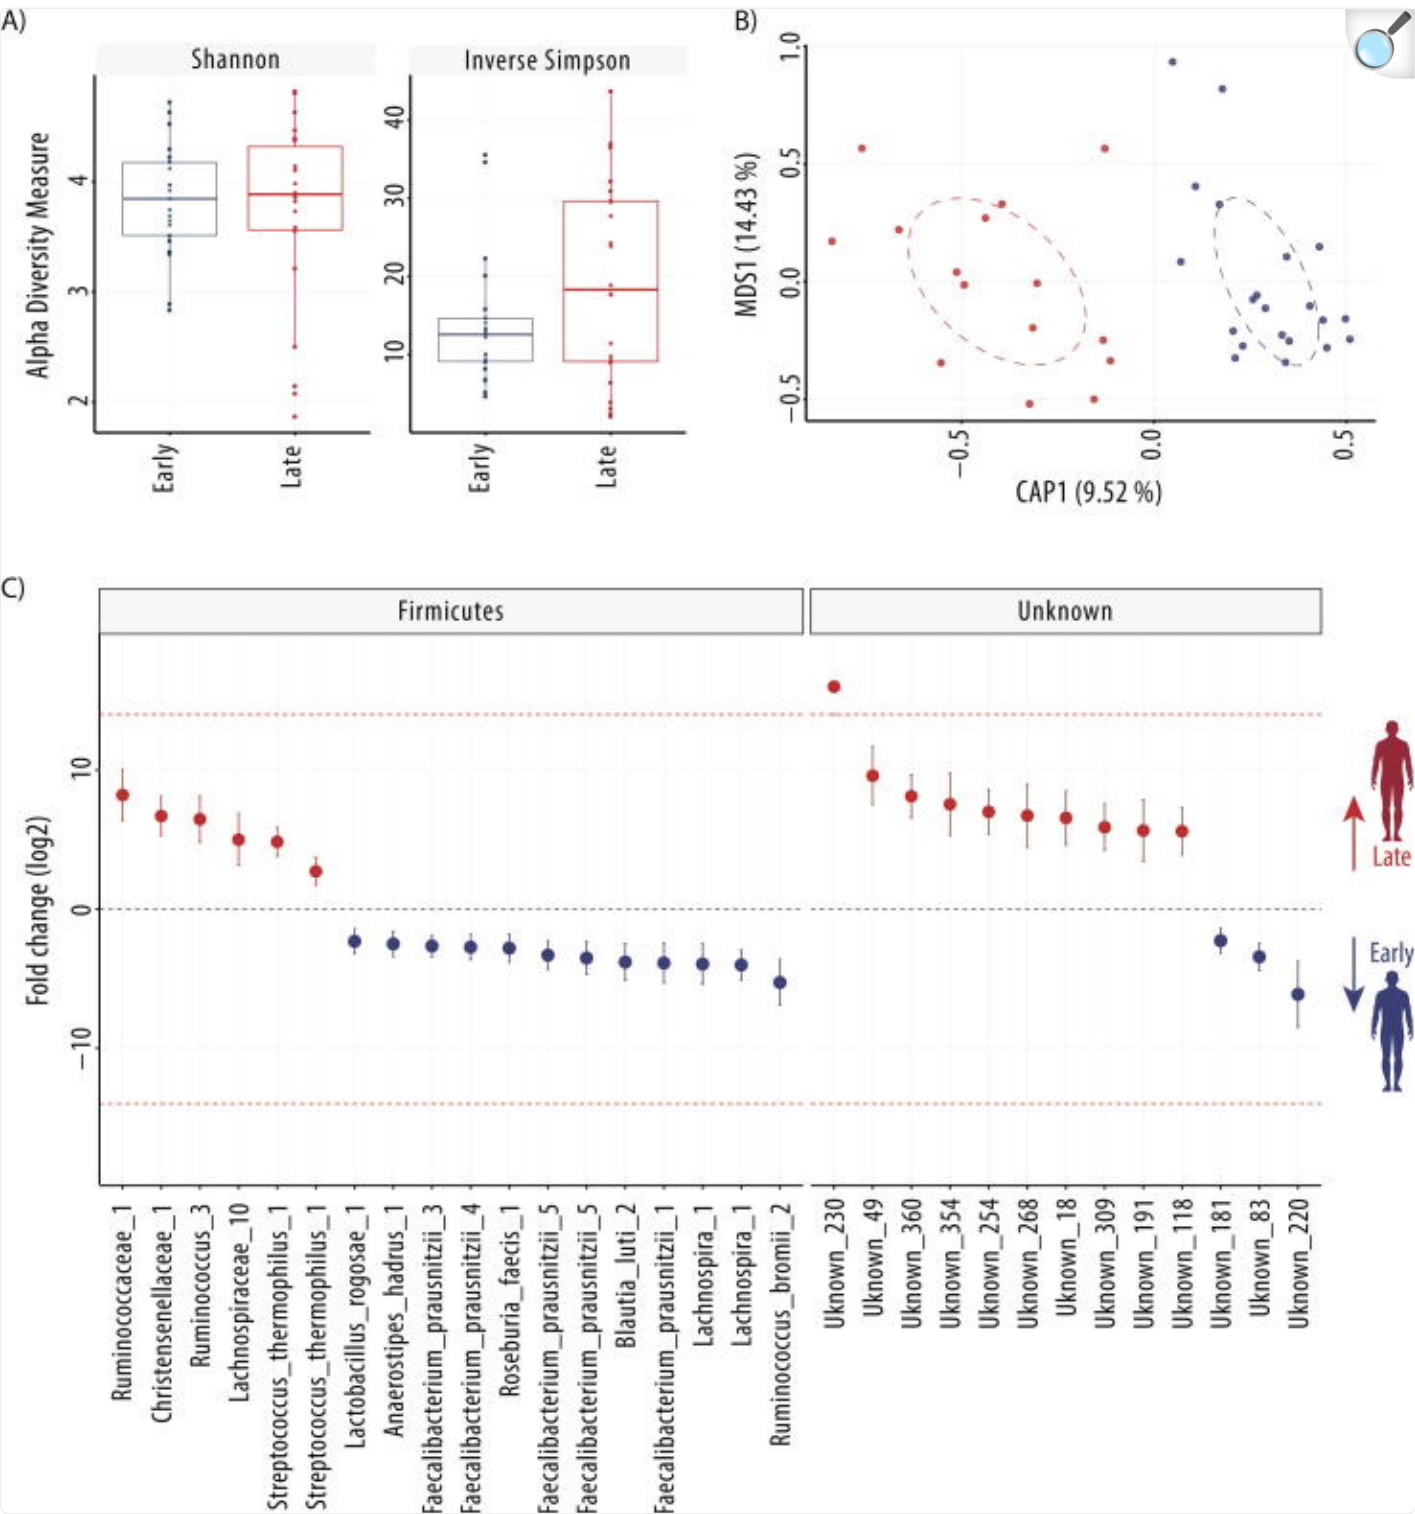 A)
Shannon
Inverse Simpson
Alpha Diversity Measure
4
3
2
Early
Late
40
30
20
10
Early
Late
B)
MDS1 (14.43 %)
1.0
0.5
0.0
−0.5
−0.5
0.0
0.5
CAP1 (9.52 %)
C)
Firmicutes
Unknown
Fold change (log2)
10
0
−10
Late
Early
Ruminococcaceae_1
Christensenellaceae_1
Ruminococcus_3
Lachnospiraceae_10
Streptococcus_thermophilus_1
Streptococcus_thermophilus_1
Lactobacillus_rogosae_1
Anaerostipes_hadrus_1
Faecalibacterium_prausnitzii_3
Faecalibacterium_prausnitzii_4
Roseburia_faecis_1
Faecalibacterium_prausnitzii_5
Faecalibacterium_prausnitzii_5
Blautia_luti_2
Faecalibacterium_prausnitzii_1
Lachnospira_1
Lachnospira_1
Ruminococcus_bromii_2
Uknown_230
Uknown_49
Uknown_360
Uknown_354
Uknown_254
Uknown_268
Uknown_18
Uknown_309
Uknown_191
Uknown_118
Uknown_181
Uknown_83
Uknown_220